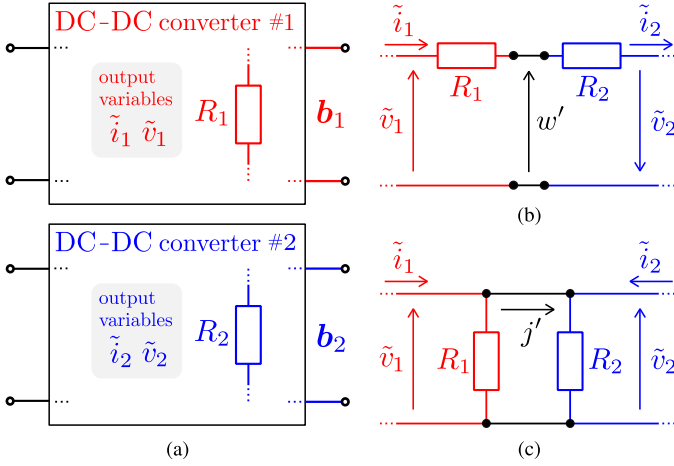 DC-DC converter #1
output
variables
ĩ₁ ṽ₁
R₁
b₁
DC-DC converter #2
output
variables
ĩ₂ ṽ₂
R₂
b₂
(a)
ĩ₁
ĩ₂
R₁
R₂
ṽ₁
w′
ṽ₂
(b)
ĩ₁
ĩ₂
j′
ṽ₁
R₁
R₂
ṽ₂
(c)